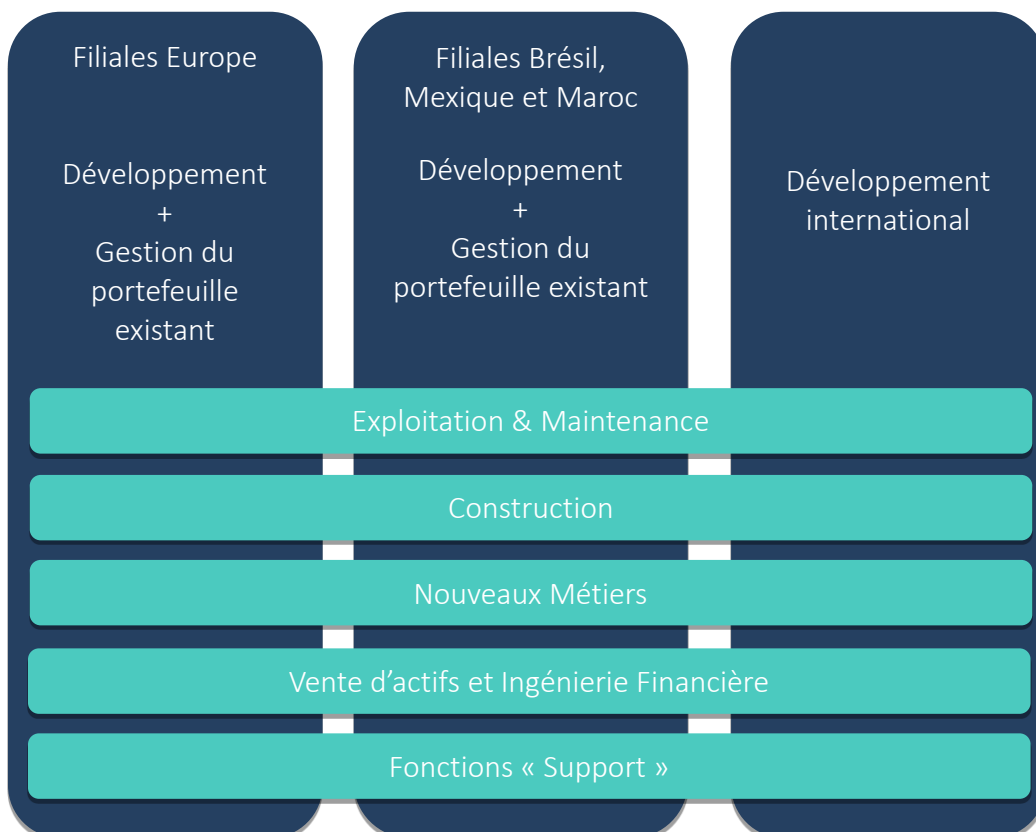 Filiales Europe
Développement
+
Gestion du
portefeuille
existant
Filiales Brésil,
Mexique et Maroc
Développement
+
Gestion du
portefeuille existant
Développement
international
Exploitation & Maintenance
Construction
Nouveaux Métiers
Vente d’actifs et Ingénierie Financière
Fonctions « Support »